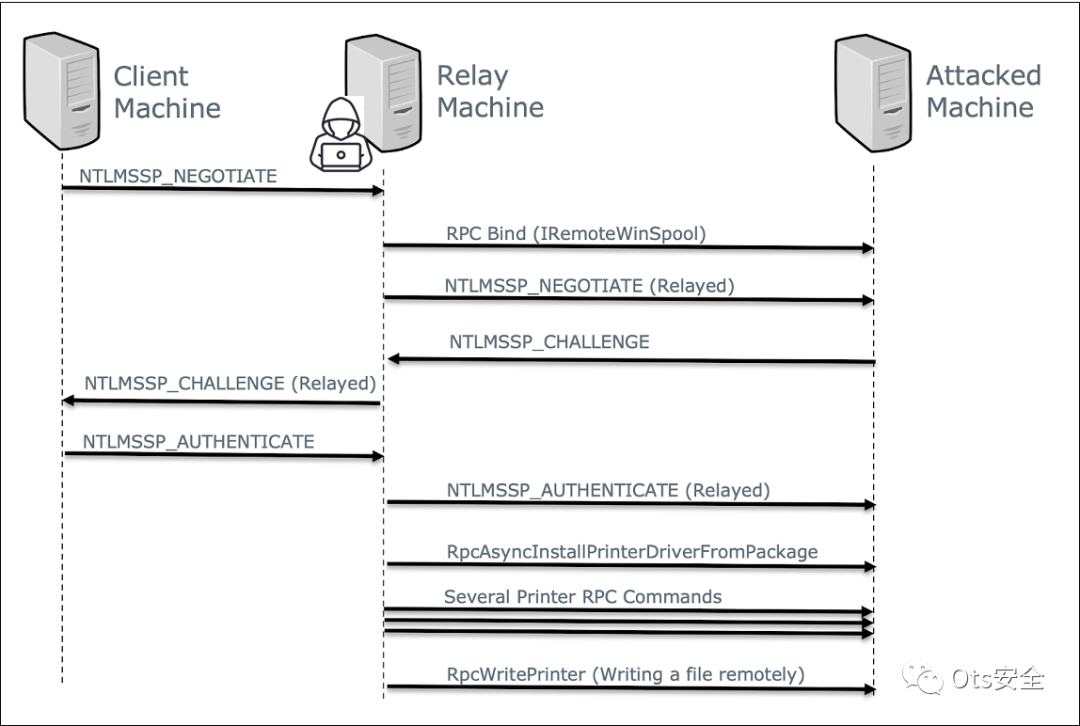 Client
Machine
Relay
Machine
Attacked
Machine
NTLMSSP_NEGOTIATE
RPC Bind (IRemoteWinSpool)
NTLMSSP_NEGOTIATE (Relayed)
NTLMSSP_CHALLENGE
NTLMSSP_CHALLENGE (Relayed)
NTLMSSP_AUTHENTICATE
NTLMSSP_AUTHENTICATE (Relayed)
RpcAsyncInstallPrinterDriverFromPackage
Several Printer RPC Commands
RpcWritePrinter (Writing a file remotely)
Ots安全